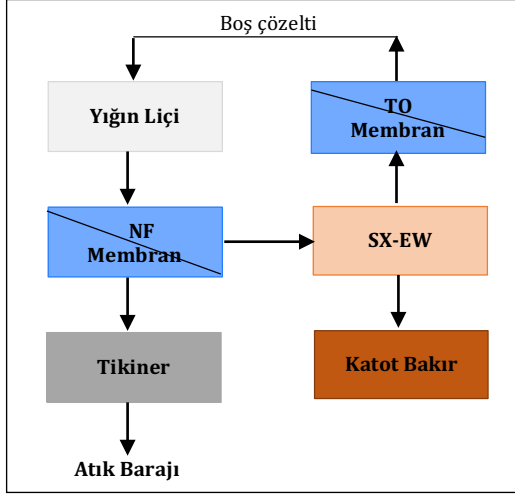 Boş çözelti
Yığın Liçi
TO
Membran
NF
Membran
SX-EW
Tikiner
Katot Bakır
Atık Barajı